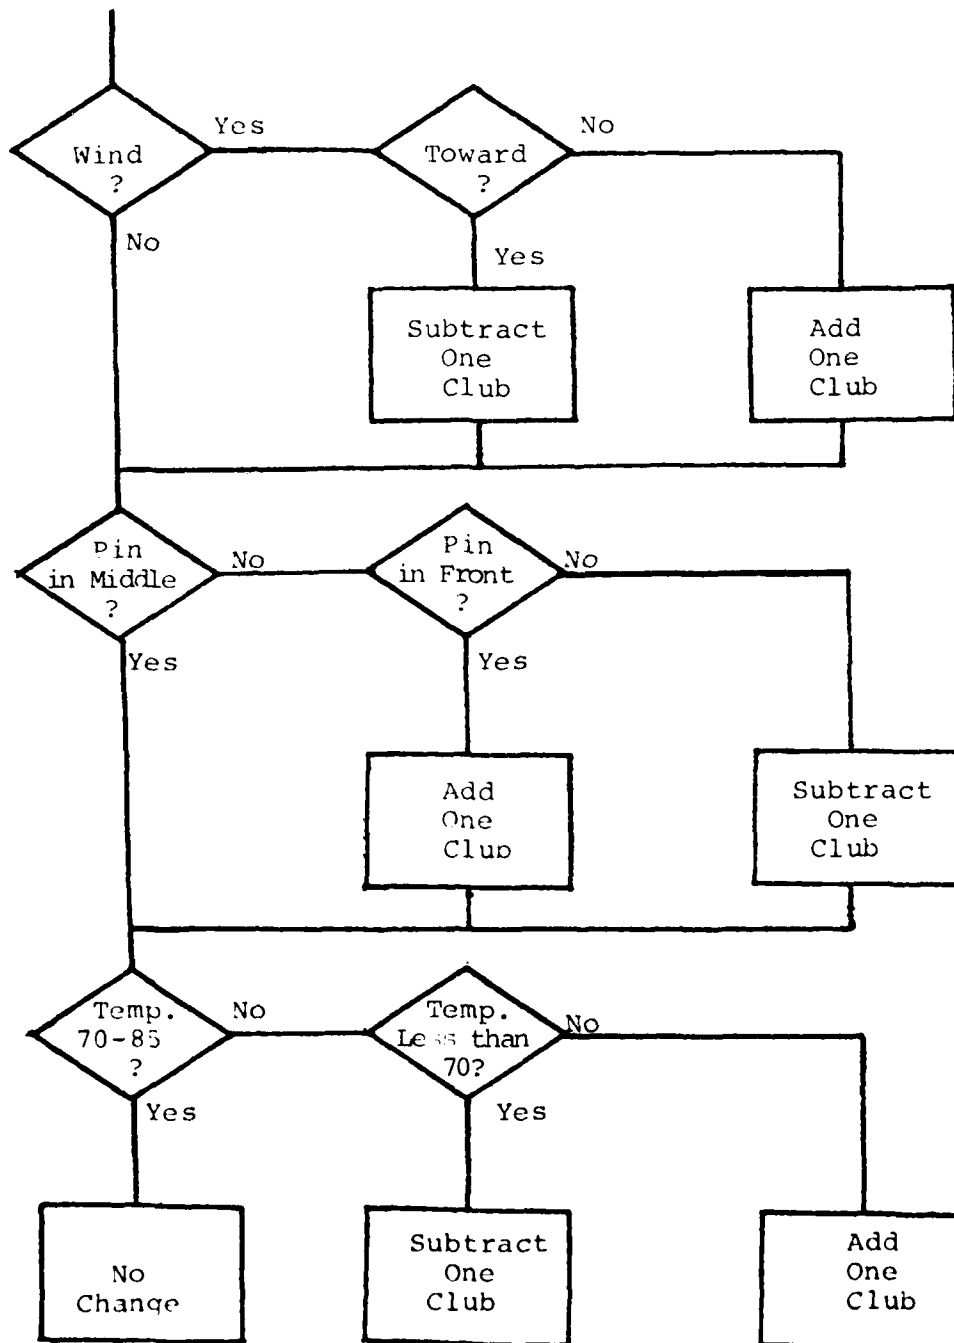 Wind
?
Yes
No
Toward
?
No
Yes
Subtract
One
Club
Add
One
Club
Pin
in Middle
?
No
Yes
Pin
in Front
?
No
Yes
Add
One
Club
Subtract
One
Club
Temp.
70-85
?
No
Yes
Temp.
Less than
70?
No
Yes
No
Change
Subtract
One
Club
Add
One
Club